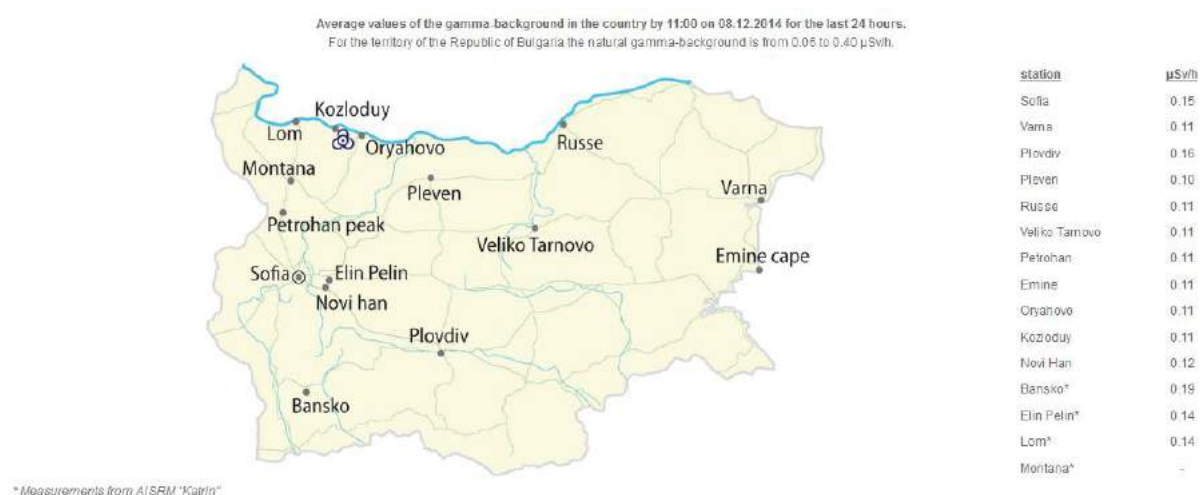 Average values of the gamma-background in the country by 11:00 on 08.12.2014 for the last 24 hours.
For the territory of the Republic of Bulgaria the natural gamma-background is from 0.06 to 0.40 µSv/h.
Kozloduy
Lom
Oryahovo
Russe
Montana
Pleven
Varna
Petrohan peak
Veliko Tarnovo
Emine cape
Sofia
Elin Pelin
Novi han
Plovdiv
Bansko
station µSv/h
Sofia 0.15
Varna 0.11
Plovdiv 0.16
Pleven 0.10
Russe 0.11
Veliko Tarnovo 0.11
Petrohan 0.11
Emine 0.11
Oryahovo 0.11
Kozloduy 0.11
Novi Han 0.12
Bansko* 0.19
Elin Pelin* 0.14
Lom* 0.14
Montana* -
* Measurements from AISRM "Katrin"